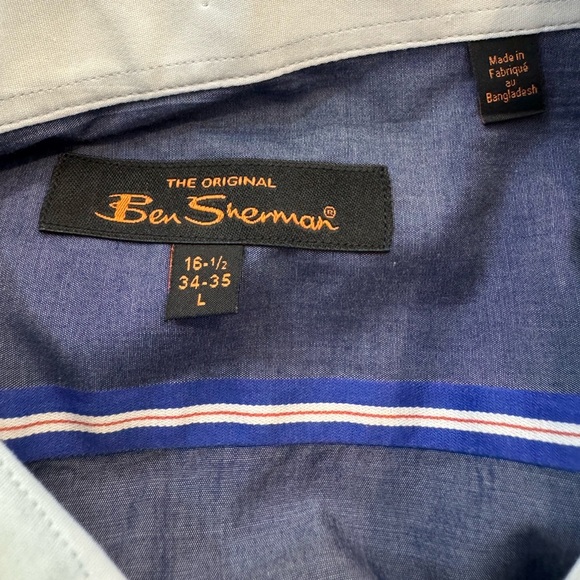 Made in
Fabriqué
au
Bangladesh
THE ORIGINAL
Ben Sherman®
16-1/2
34-35
L